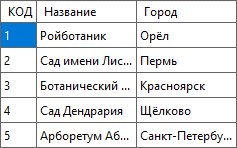 КОД Название Город
1 Ройботаник Орёл
2 Сад имени Лис... Пермь
3 Ботанический ... Красноярск
4 Сад Дендрария Щёлково
5 Арборетум Аб... Санкт-Петербу...